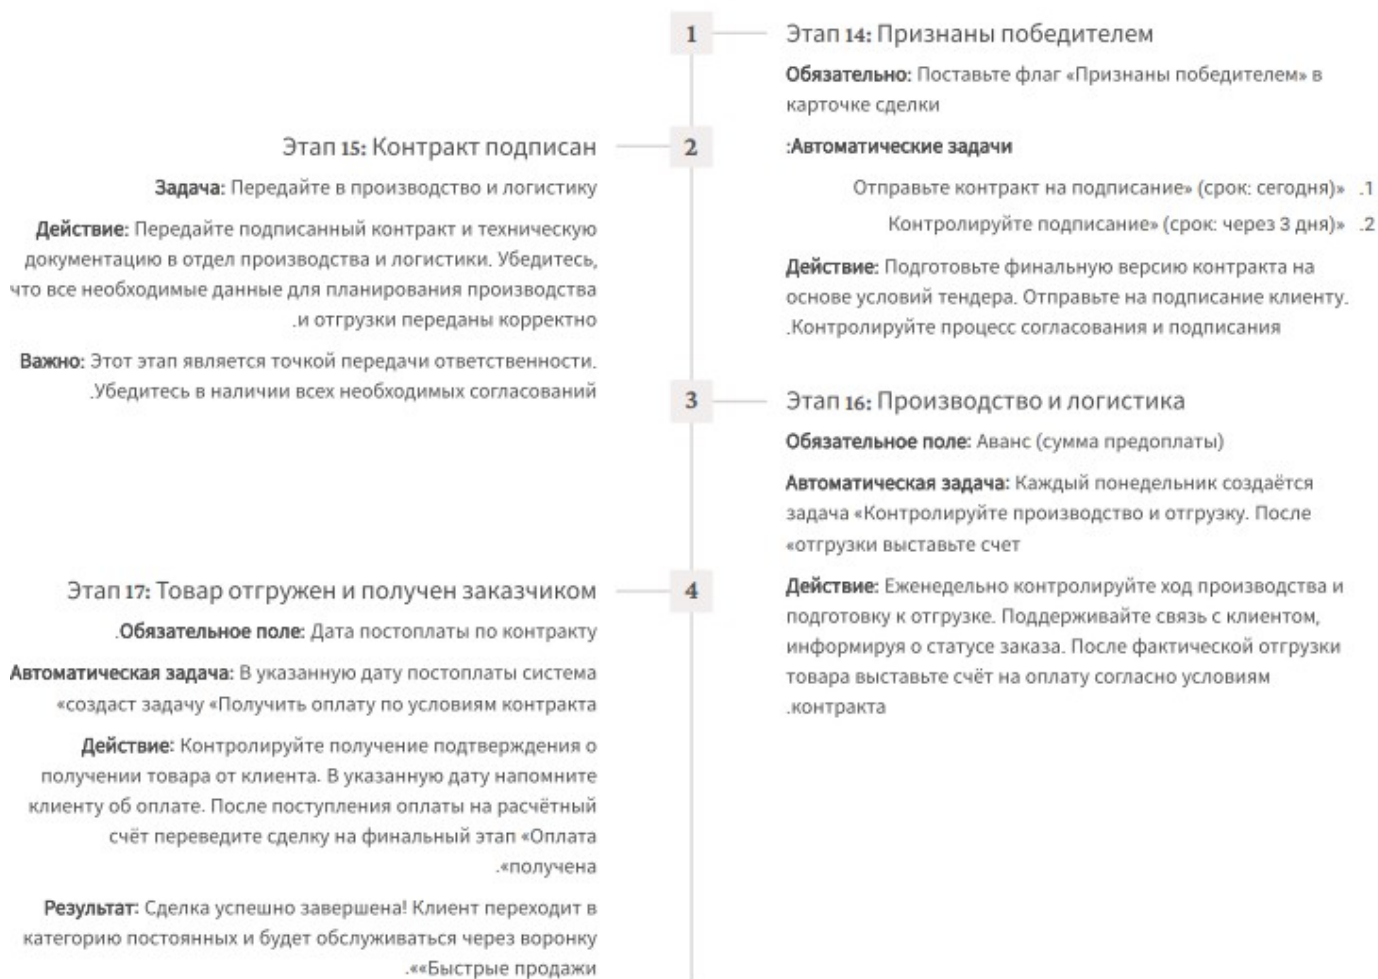 1
Этап 14: Признаны победителем
Обязательно: Поставьте флаг «Признаны победителем» в
карточке сделки
:Автоматические задачи
Отправьте контракт на подписание» (срок: сегодня)» .1
Контролируйте подписание» (срок: через 3 дня)» .2
Действие: Подготовьте финальную версию контракта на
основе условий тендера. Отправьте на подписание клиенту.
.Контролируйте процесс согласования и подписания
2
Этап 15: Контракт подписан
Задача: Передайте в производство и логистику
Действие: Передайте подписанный контракт и техническую
документацию в отдел производства и логистики. Убедитесь,
что все необходимые данные для планирования производства
.и отгрузки переданы корректно
Важно: Этот этап является точкой передачи ответственности.
.Убедитесь в наличии всех необходимых согласований
3
Этап 16: Производство и логистика
Обязательное поле: Аванс (сумма предоплаты)
Автоматическая задача: Каждый понедельник создаётся
задача «Контролируйте производство и отгрузку. После
«отгрузки выставьте счет
Действие: Еженедельно контролируйте ход производства и
подготовку к отгрузке. Поддерживайте связь с клиентом,
информируя о статусе заказа. После фактической отгрузки
товара выставьте счёт на оплату согласно условиям
.контракта
4
Этап 17: Товар отгружен и получен заказчиком
.Обязательное поле: Дата постоплаты по контракту
Автоматическая задача: В указанную дату постоплаты система
«создаст задачу «Получить оплату по условиям контракта
Действие: Контролируйте получение подтверждения о
получении товара от клиента. В указанную дату напомните
клиенту об оплате. После поступления оплаты на расчётный
счёт переведите сделку на финальный этап «Оплата
.«получена
Результат: Сделка успешно завершена! Клиент переходит в
категорию постоянных и будет обслуживаться через воронку
.««Быстрые продажи